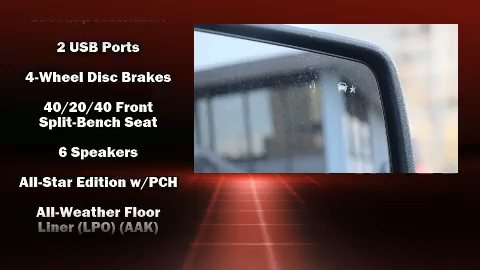 2 USB Ports
4-Wheel Disc Brakes
40/20/40 Front
Split-Bench Seat
6 Speakers
All-Star Edition w/PCH
All-Weather Floor
Liner (LPO) (AAK)